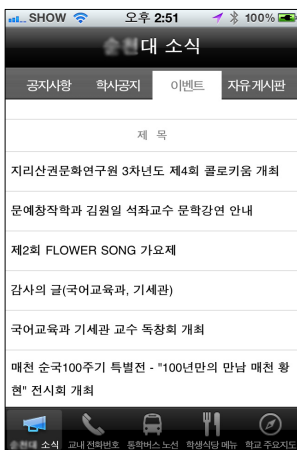 SHOW 오후 2:51 100%
대 소식
공지사항 학사공지 이벤트 자유게시판
제 목
지리산권문화연구원 3차년도 제4회 콜로키움 개최
문예창작학과 김원일 석좌교수 문학강연 안내
제2회 FLOWER SONG 가요제
감사의 글(국어교육과, 기세관)
국어교육과 기세관 교수 독창회 개최
매천 순국100주기 특별전 - "100년만의 만남 매천 황
현" 전시회 개최
소식 교내 전화번호 통학버스 노선 학생식당 메뉴 학교 주요지도